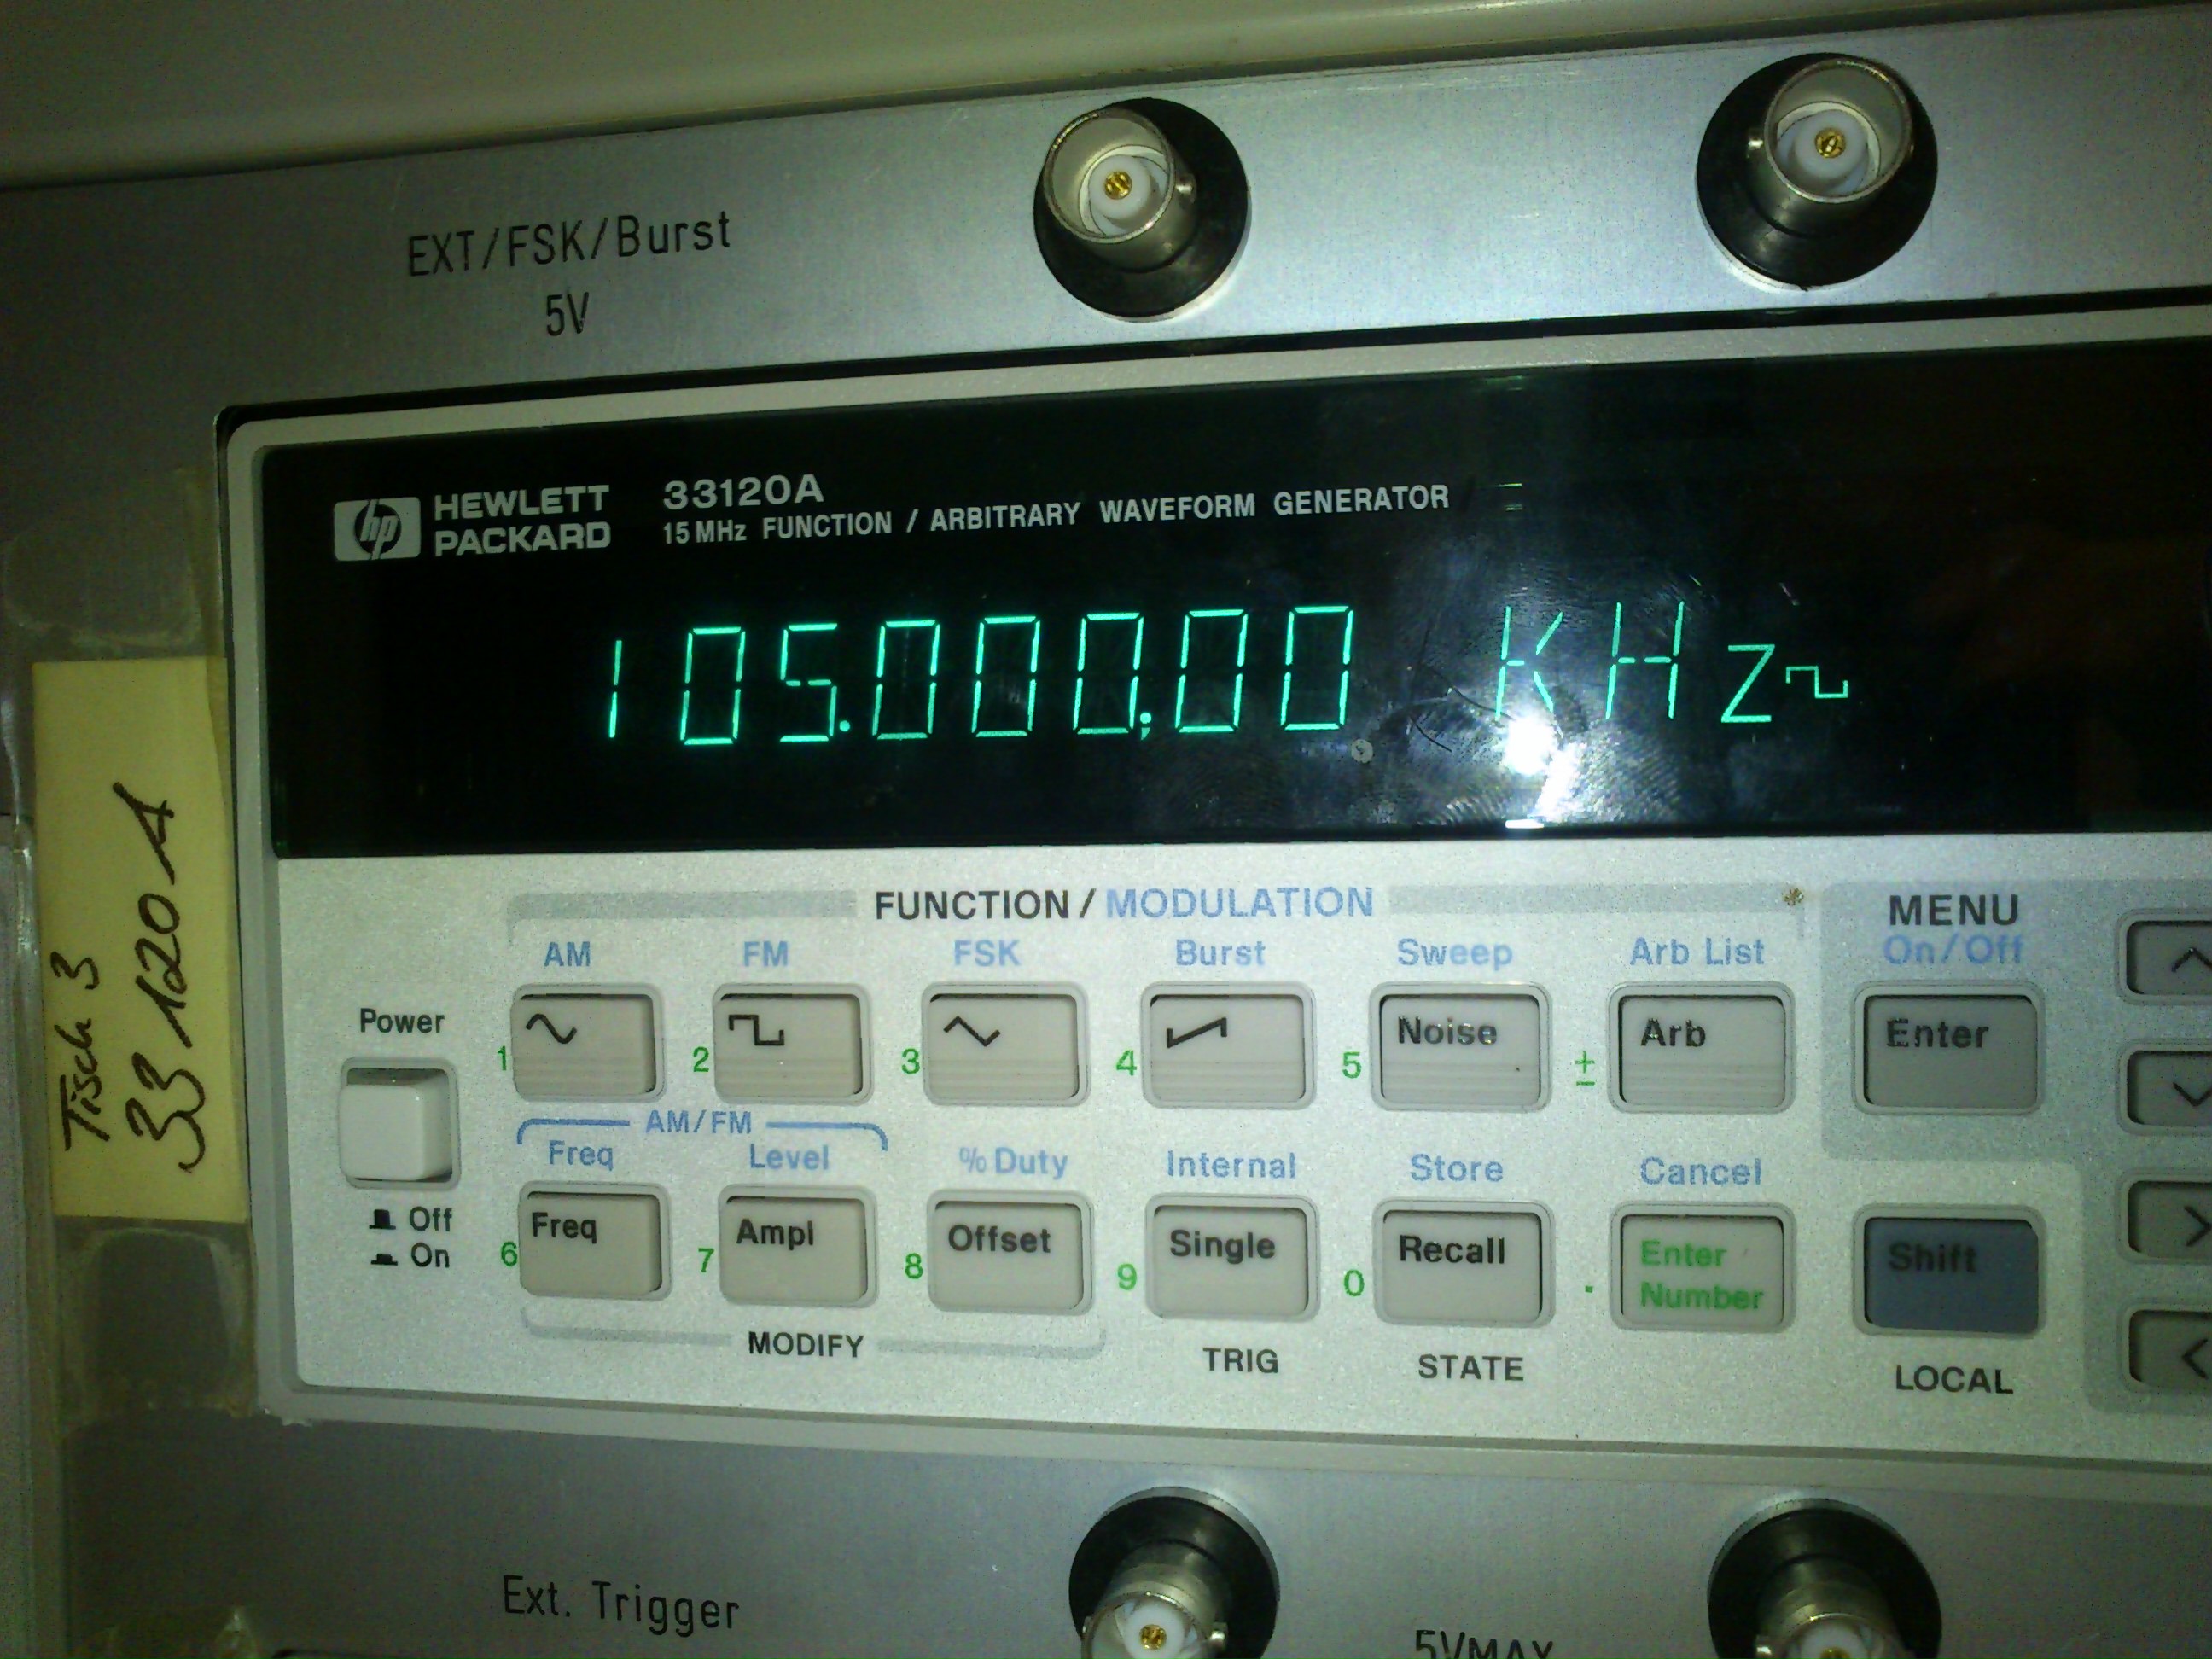 EXT/FSK/Burst
5V
hp HEWLETT PACKARD
33120A
15 MHz FUNCTION / ARBITRARY WAVEFORM GENERATOR
105.000,00 KHz
Tisch 3
33120A
FUNCTION / MODULATION
MENU
AM FM FSK Burst Sweep Arb List On/Off
Power
1 2 3 4 5 Noise ± Arb Enter
AM/FM
Freq Level % Duty Internal Store Cancel
Off
On
6 Freq 7 Ampl 8 Offset 9 Single 0 Recall . Enter Number Shift
MODIFY TRIG STATE LOCAL
Ext. Trigger
5VMAX